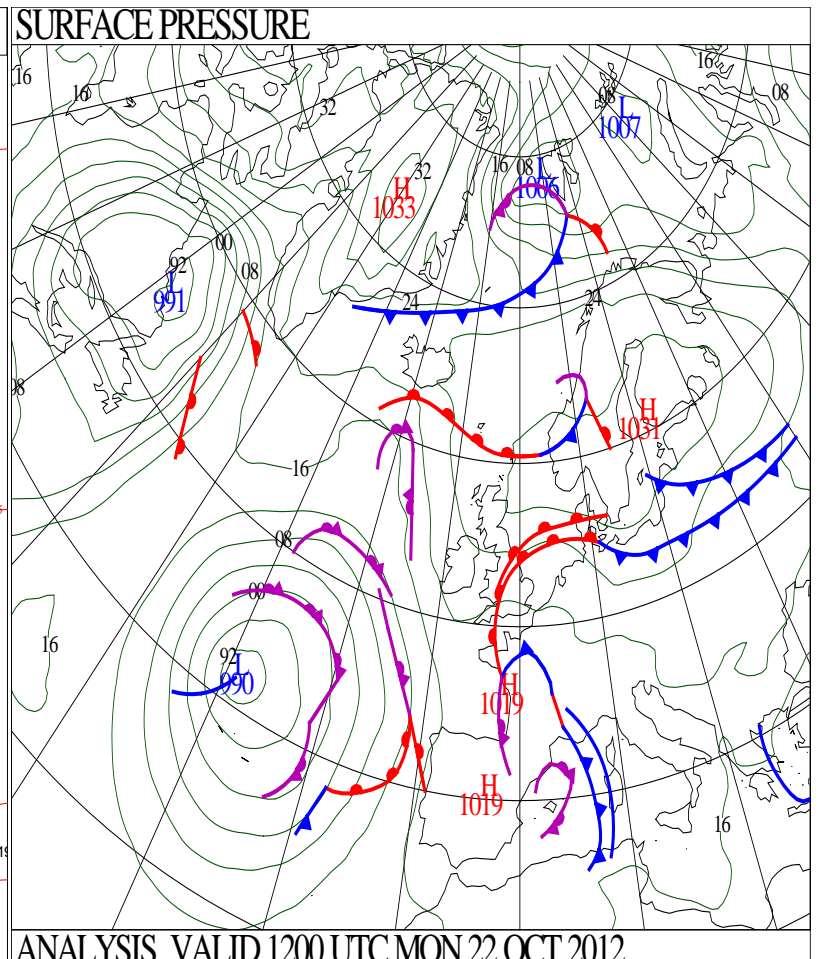 SURFACE PRESSURE
16
16
16
08
08
32
L
1007
32
16
08
L
1006
H
1033
00
92
08
L
991
24
24
08
H
1031
16
08
00
16
92
L
990
H
1019
H
1019
16
ANALYSIS VALID 1200 UTC MON 22 OCT 2012